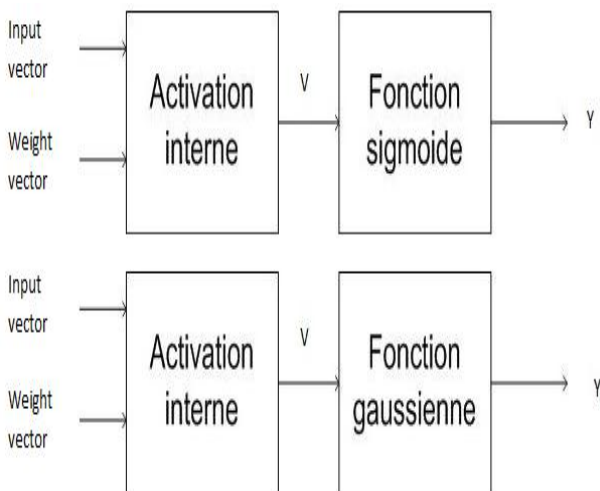 Input
vector
Weight
vector
Activation
interne
V
Fonction
sigmoide
Y
Input
vector
Weight
vector
Activation
interne
V
Fonction
gaussienne
Y